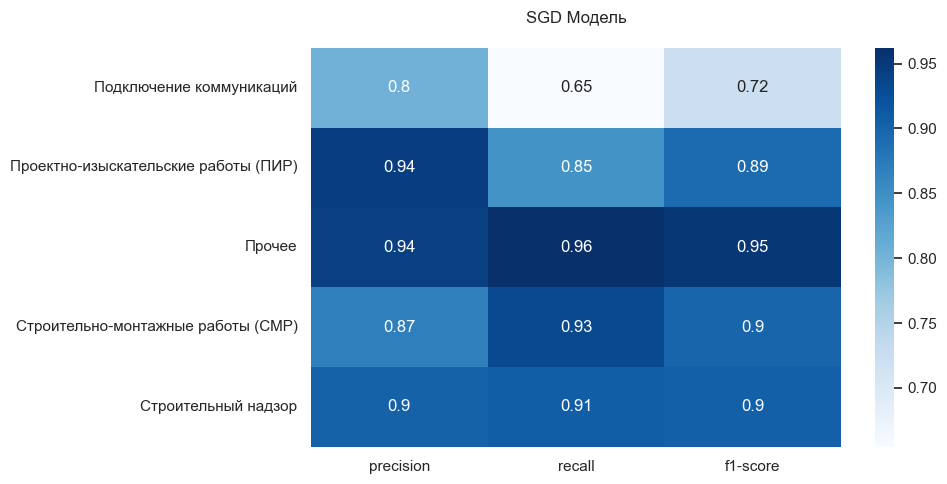 SGD Модель
Подключение коммуникаций 0.8 0.65 0.72
Проектно-изыскательские работы (ПИР) 0.94 0.85 0.89
Прочее 0.94 0.96 0.95
Строительно-монтажные работы (СМР) 0.87 0.93 0.9
Строительный надзор 0.9 0.91 0.9
precision recall f1-score
0.95
0.90
0.85
0.80
0.75
0.70